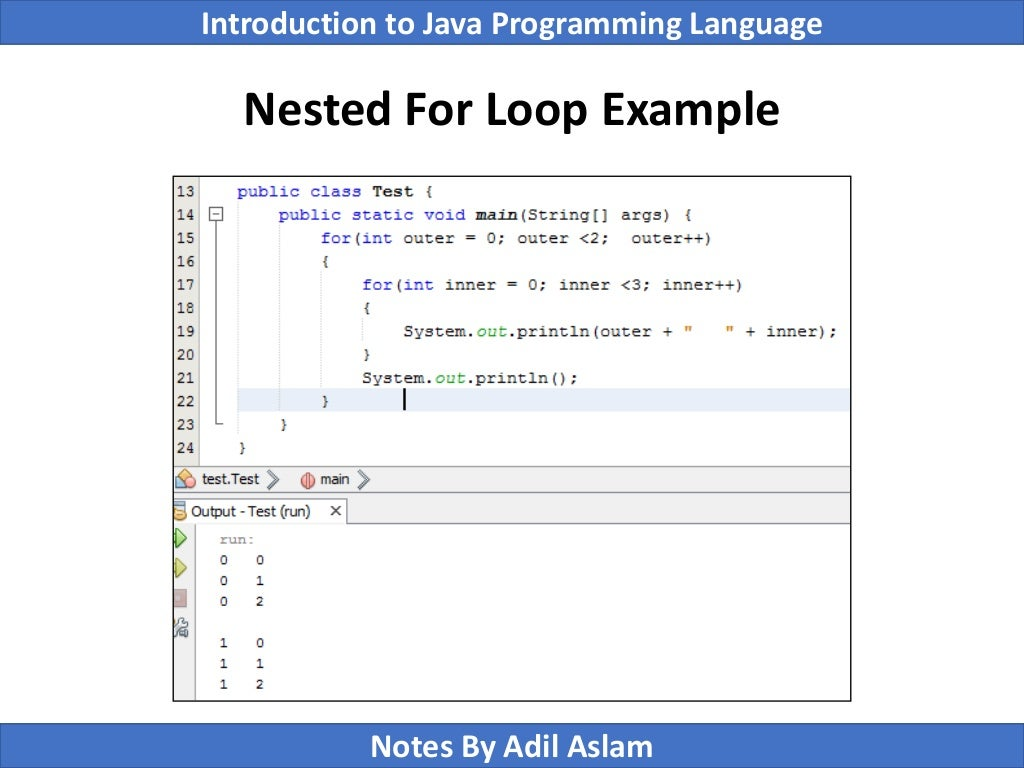 Introduction to Java Programming Language
Nested For Loop Example
13 public class Test {
14 public static void main(String[] args) {
15 for(int outer = 0; outer <2;  outer++)
16 {
17 for(int inner = 0; inner <3; inner++)
18 {
19 System.out.println(outer + "   " + inner);
20 }
21 System.out.println();
22 }
23 }
24 }
test.Test main
Output - Test (run)
run:
0   0
0   1
0   2
1   0
1   1
1   2
Notes By Adil Aslam